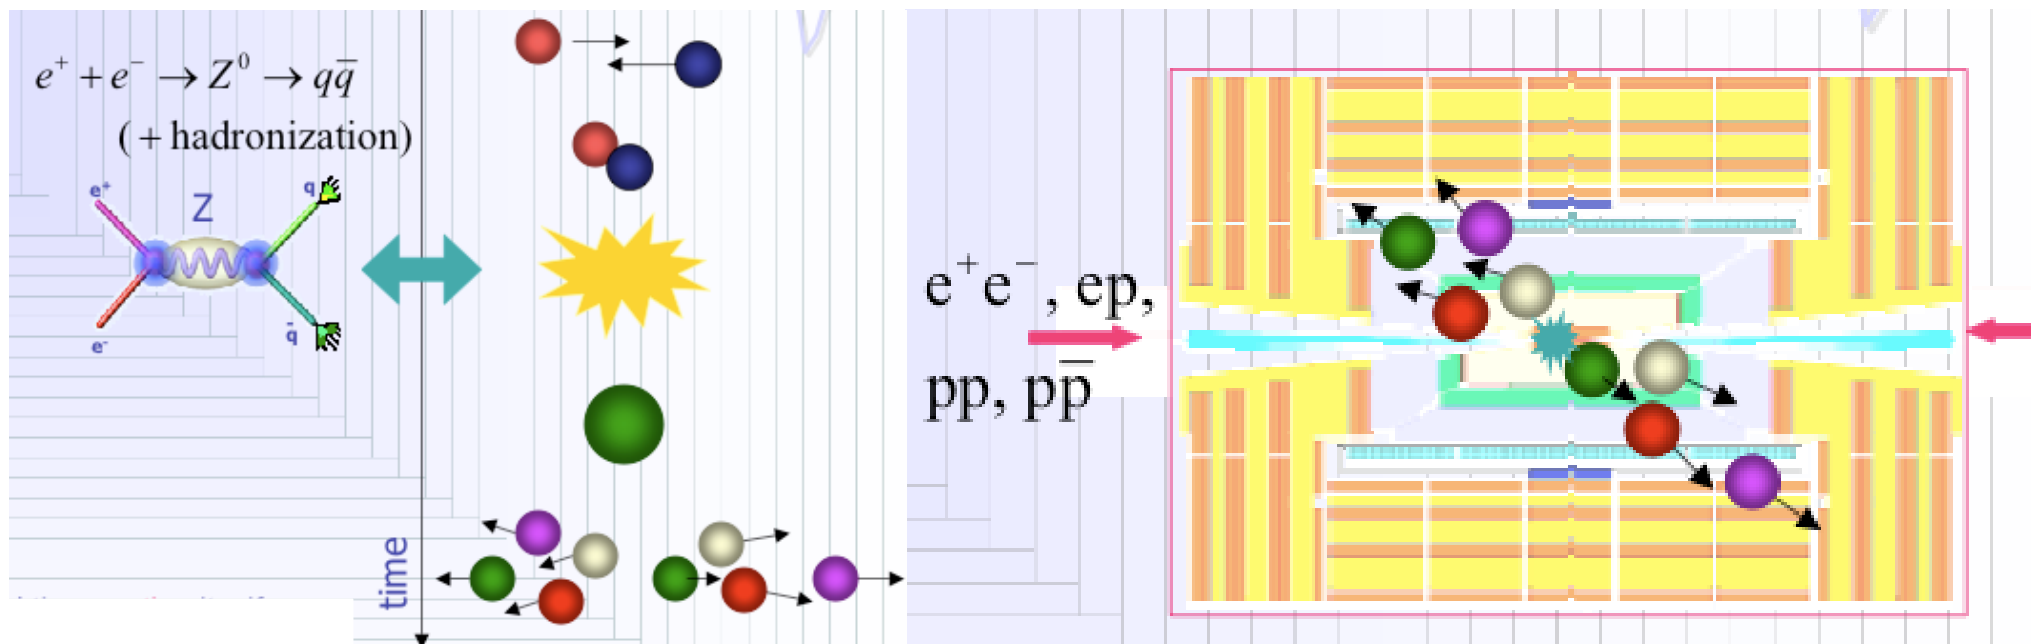 e⁺ + e⁻ → Z⁰ → qq̅
( + hadronization)
e⁺
Z
q
e⁻
q̅
time
e⁺e⁻, ep,
pp, pp̅